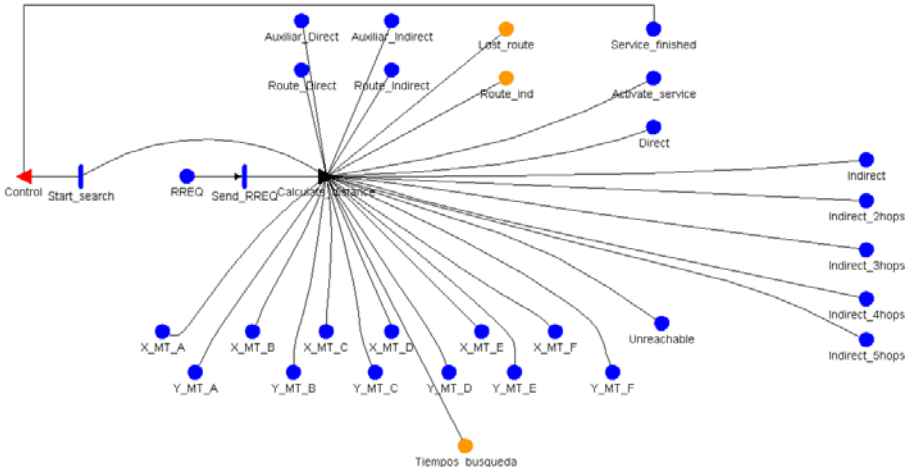 Auxiliar_Direct
Auxiliar_Indirect
Lost_route
Service_finished
Route_Direct
Route_Indirect
Route_ind
Activate_service
Direct
Control
Start_search
RREQ
Send_RREQ
Calculate_distance
Indirect
Indirect_2hops
Indirect_3hops
Indirect_4hops
Indirect_5hops
X_MT_A
X_MT_B
X_MT_C
X_MT_D
X_MT_E
X_MT_F
Unreachable
Y_MT_A
Y_MT_B
Y_MT_C
Y_MT_D
Y_MT_E
Y_MT_F
Tiempos_busqueda